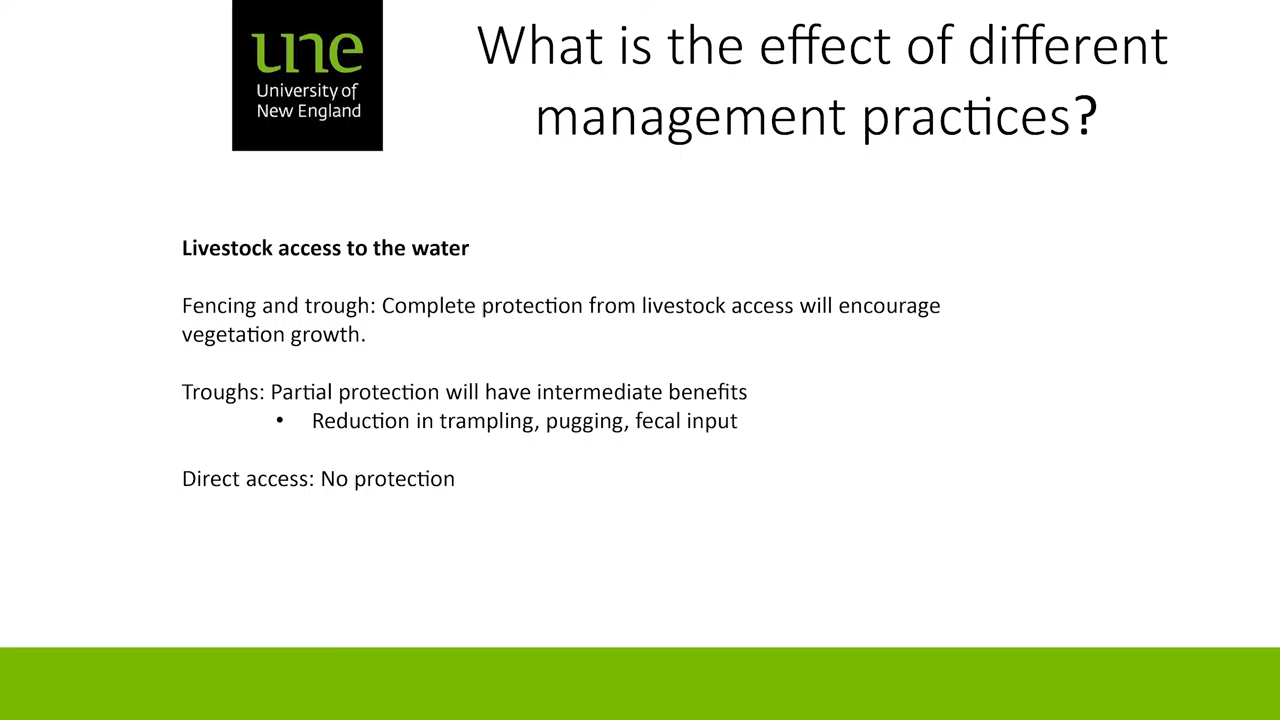 une
University of
New England
What is the effect of different
management practices?
Livestock access to the water
Fencing and trough: Complete protection from livestock access will encourage
vegetation growth.
Troughs: Partial protection will have intermediate benefits
• Reduction in trampling, pugging, fecal input
Direct access: No protection